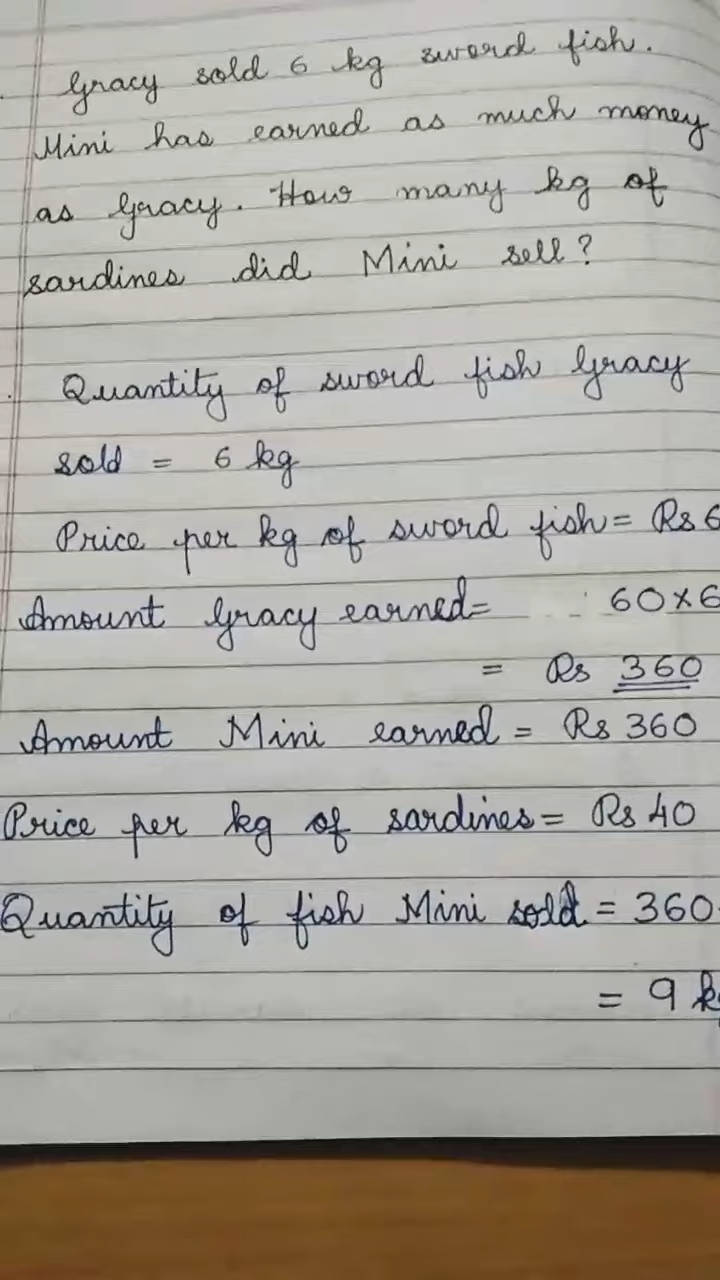 Gracy sold 6 kg sword fish.
Mini has earned as much money
as Gracy. How many kg of
sardines did Mini sell?
Quantity of sword fish Gracy
sold = 6 kg
Price per kg of sword fish = Rs 6
Amount Gracy earned = 60×6
= Rs 360
Amount Mini earned = Rs 360
Price per kg of sardines = Rs 40
Quantity of fish Mini sold = 360
= 9 k